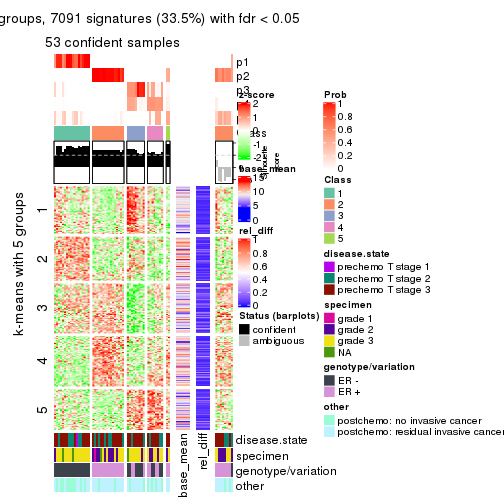 groups, 7091 signatures (33.5%) with fdr < 0.05
53 confident samples
p1
p2
p3
z-score
2
1
-1
-2
base_mean
15
10
5
0
rel_diff
1
0.8
0.6
0.4
0.2
0
Status (barplots)
confident
ambiguous
k-means with 5 groups
1
2
3
4
5
base_mean
rel_diff
disease.state
specimen
genotype/variation
other
Prob
1
0.8
0.6
0.4
0.2
0
Class
1
2
3
4
5
disease.state
prechemo T stage 1
prechemo T stage 2
prechemo T stage 3
specimen
grade 1
grade 2
grade 3
NA
genotype/variation
ER -
ER +
other
postchemo: no invasive cancer
postchemo: residual invasive cancer